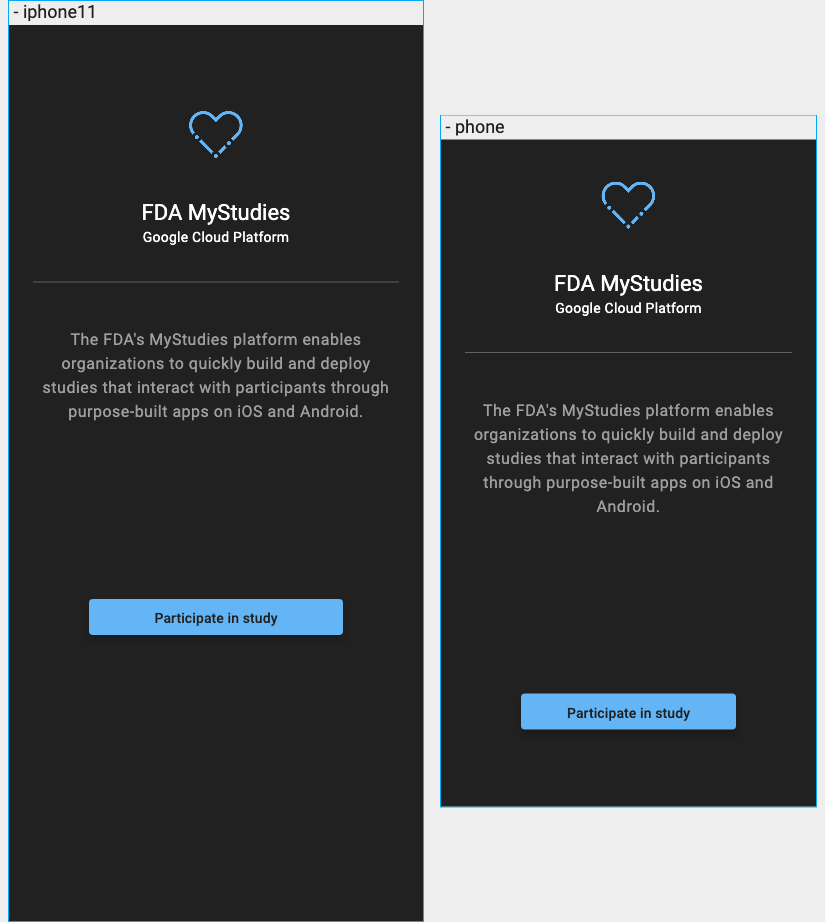 - iphone11
FDA MyStudies
Google Cloud Platform
The FDA's MyStudies platform enables
organizations to quickly build and deploy
studies that interact with participants through
purpose-built apps on iOS and Android.
Participate in study
- phone
FDA MyStudies
Google Cloud Platform
The FDA's MyStudies platform enables
organizations to quickly build and deploy
studies that interact with participants
through purpose-built apps on iOS and
Android.
Participate in study